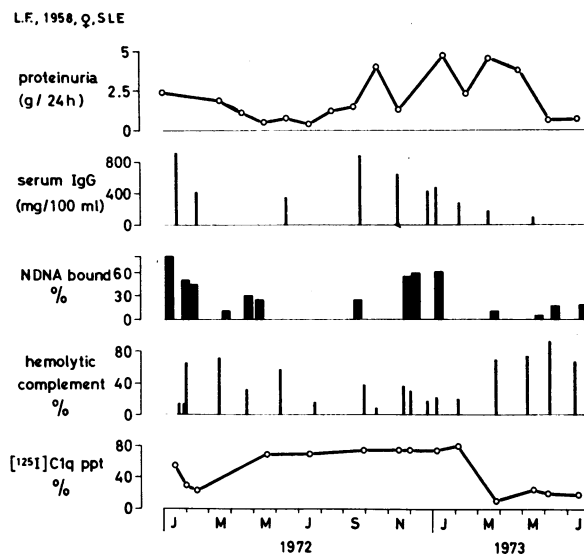 L.F., 1958, ♀, SLE
proteinuria
(g/24h)
5
2.5
0
serum IgG
(mg/100 ml)
800
400
0
NDNA bound
%
60
30
0
hemolytic
complement
%
80
40
0
[¹²⁵I]C1q ppt
%
80
40
0
J M M J S N J M M J
1972 1973